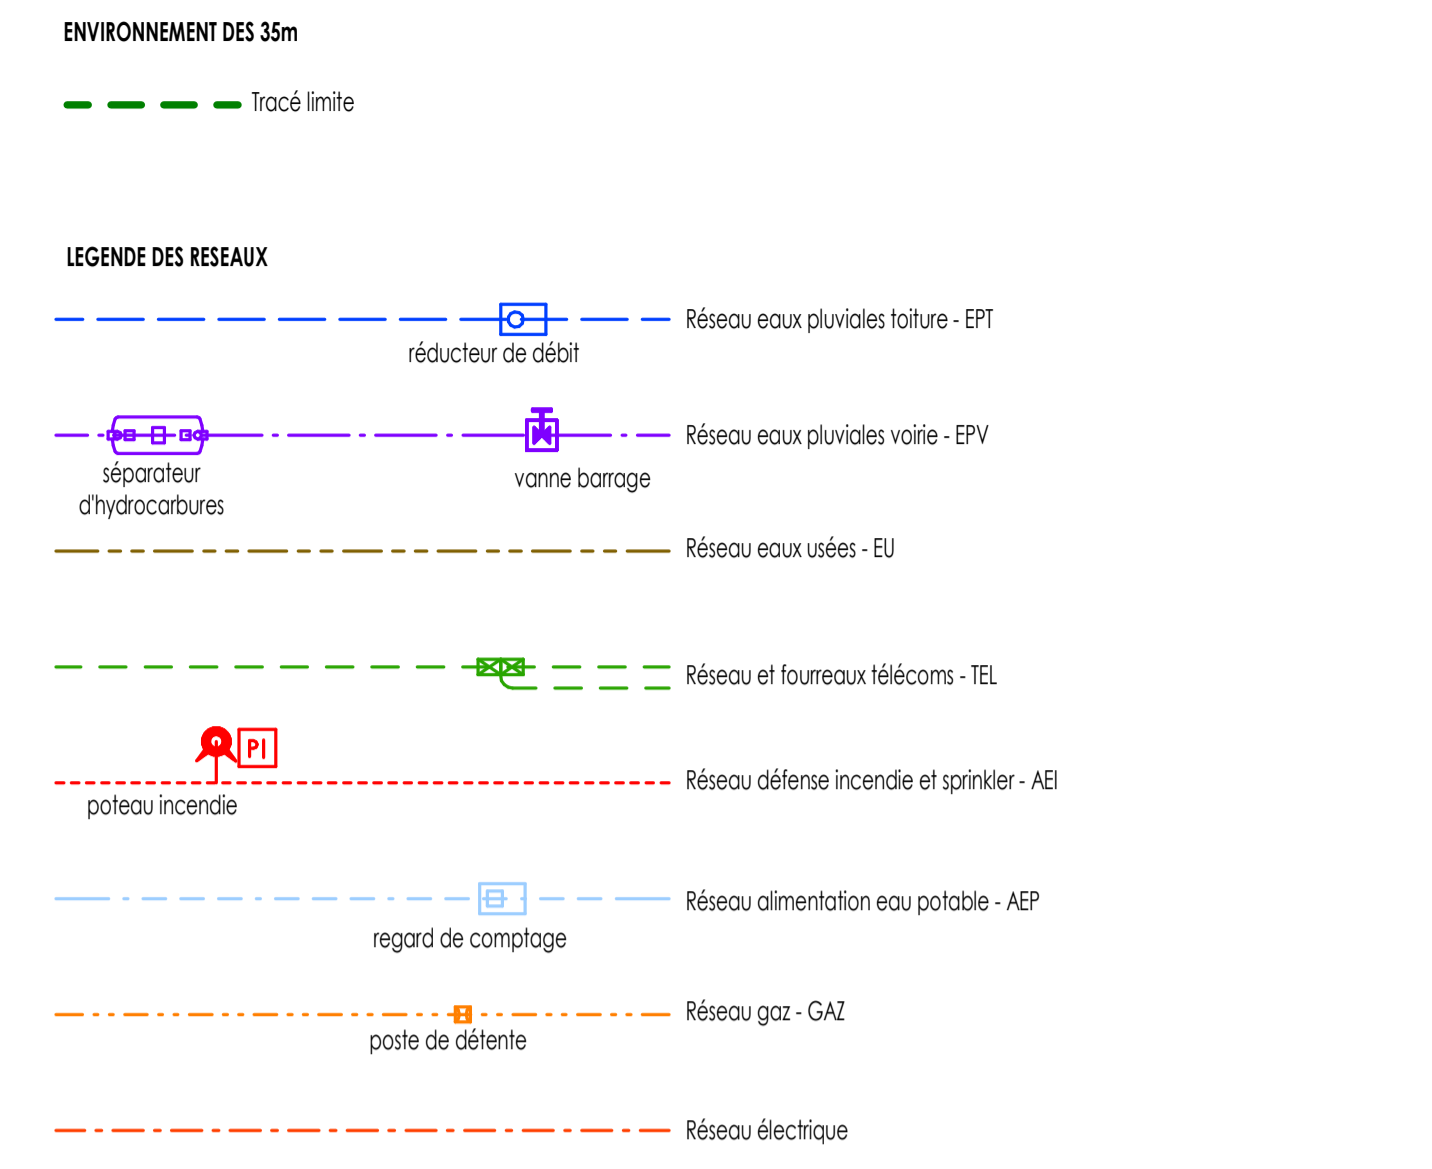 ENVIRONNEMENT DES 35m
Tracé limite
LEGENDE DES RESEAUX
Réseau eaux pluviales toiture - EPT
réducteur de débit
Réseau eaux pluviales voirie - EPV
séparateur
d'hydrocarbures
vanne barrage
Réseau eaux usées - EU
Réseau et fourreaux télécoms - TEL
PI
Réseau défense incendie et sprinkler - AEI
poteau incendie
Réseau alimentation eau potable - AEP
regard de comptage
Réseau gaz - GAZ
poste de détente
Réseau électrique